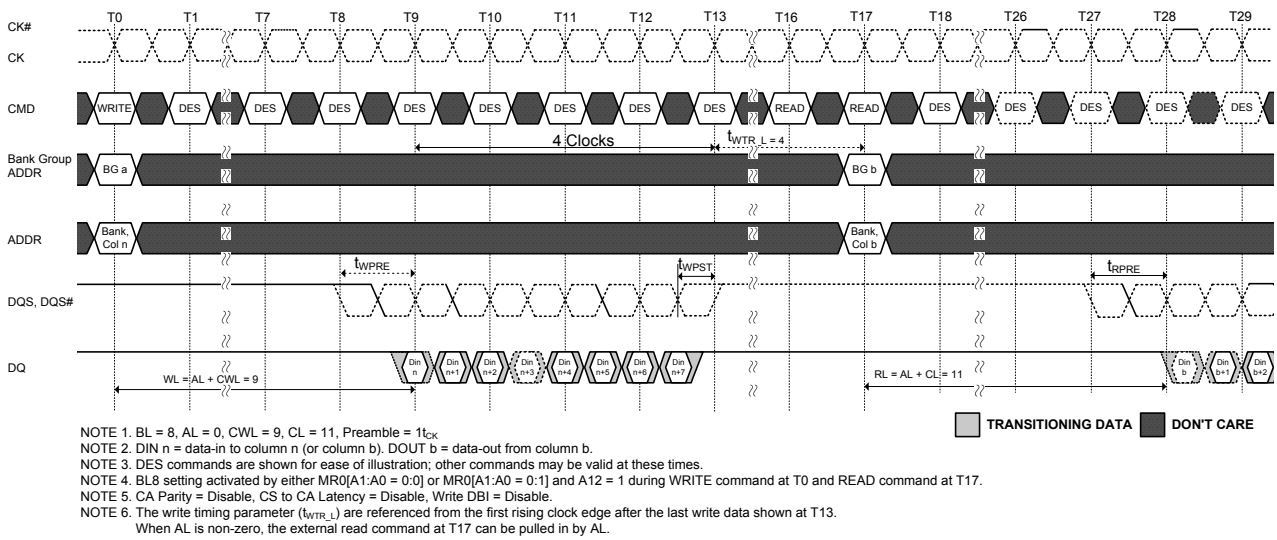 T0 T1 T7 T8 T9 T10 T11 T12 T13 T16 T17 T18 T26 T27 T28 T29
CK#
CK
CMD WRITE DES DES DES DES DES DES DES DES READ READ DES DES DES DES DES
4 Clocks tWTR_L = 4
Bank Group
ADDR
BG a BG b
ADDR
Bank, Col n Bank, Col b
tWPRE tWPST tRPRE
DQS, DQS#
DQ
Din n Din n+1 Din n+2 Din n+3 Din n+4 Din n+5 Din n+6 Din n+7 Din b Din b+1 Din b+2
WL = AL + CWL = 9 RL = AL + CL = 11
TRANSITIONING DATA DON'T CARE
NOTE 1. BL = 8, AL = 0, CWL = 9, CL = 11, Preamble = 1tCK
NOTE 2. DIN n = data-in to column n (or column b). DOUT b = data-out from column b.
NOTE 3. DES commands are shown for ease of illustration; other commands may be valid at these times.
NOTE 4. BL8 setting activated by either MR0[A1:A0 = 0:0] or MR0[A1:A0 = 0:1] and A12 = 1 during WRITE command at T0 and READ command at T17.
NOTE 5. CA Parity = Disable, CS to CA Latency = Disable, Write DBI = Disable.
NOTE 6. The write timing parameter (tWTR_L) are referenced from the first rising clock edge after the last write data shown at T13.
When AL is non-zero, the external read command at T17 can be pulled in by AL.